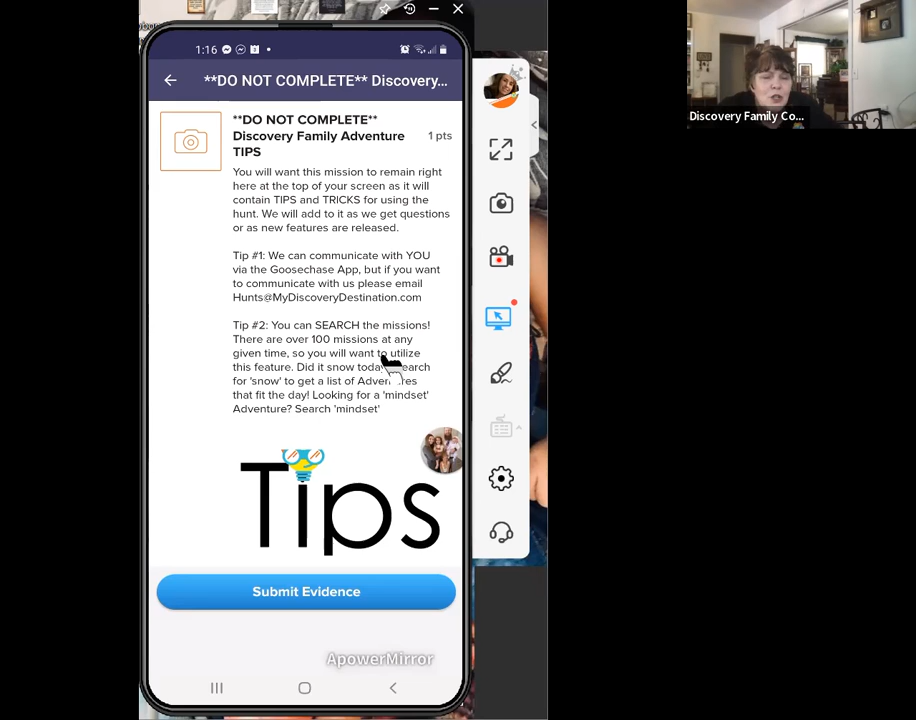 1:16
**DO NOT COMPLETE** Discovery...
**DO NOT COMPLETE**
Discovery Family Adventure
TIPS
1 pts
You will want this mission to remain right
here at the top of your screen as it will
contain TIPS and TRICKS for using the
hunt. We will add to it as we get questions
or as new features are released.
Tip #1: We can communicate with YOU
via the Goosechase App, but if you want
to communicate with us please email
Hunts@MyDiscoveryDestination.com
Tip #2: You can SEARCH the missions!
There are over 100 missions at any
given time, so you will want to utilize
this feature. Did it snow
for 'snow' to get a list of
that fit the day! Looking for a 'mindset'
Adventure? Search 'mindset'
Tips
Submit Evidence
ApowerMirror
Discovery Family Co...